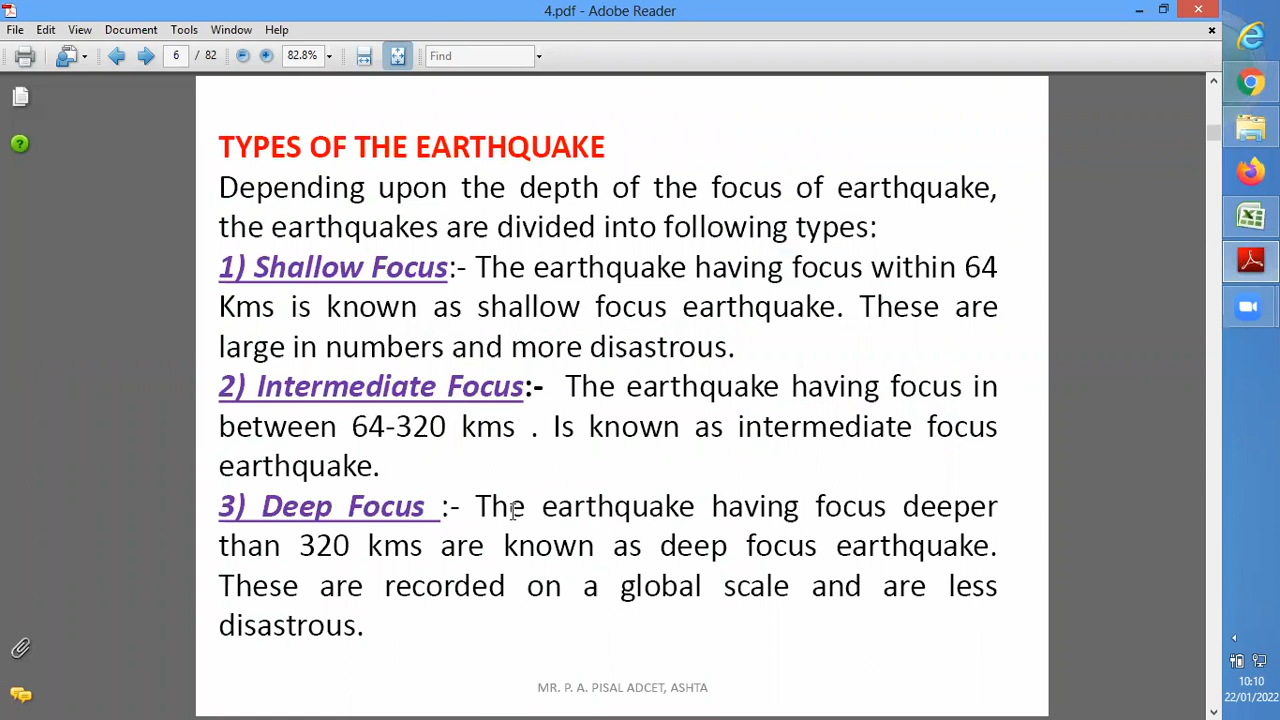 4.pdf - Adobe Reader
File Edit View Document Tools Window Help
6 / 82 82.8% Find
TYPES OF THE EARTHQUAKE
Depending upon the depth of the focus of earthquake,
the earthquakes are divided into following types:
1) Shallow Focus:- The earthquake having focus within 64
Kms is known as shallow focus earthquake. These are
large in numbers and more disastrous.
2) Intermediate Focus:- The earthquake having focus in
between 64-320 kms . Is known as intermediate focus
earthquake.
3) Deep Focus :- The earthquake having focus deeper
than 320 kms are known as deep focus earthquake.
These are recorded on a global scale and are less
disastrous.
MR. P. A. PISAL ADCET, ASHTA
10:10
22/01/2022